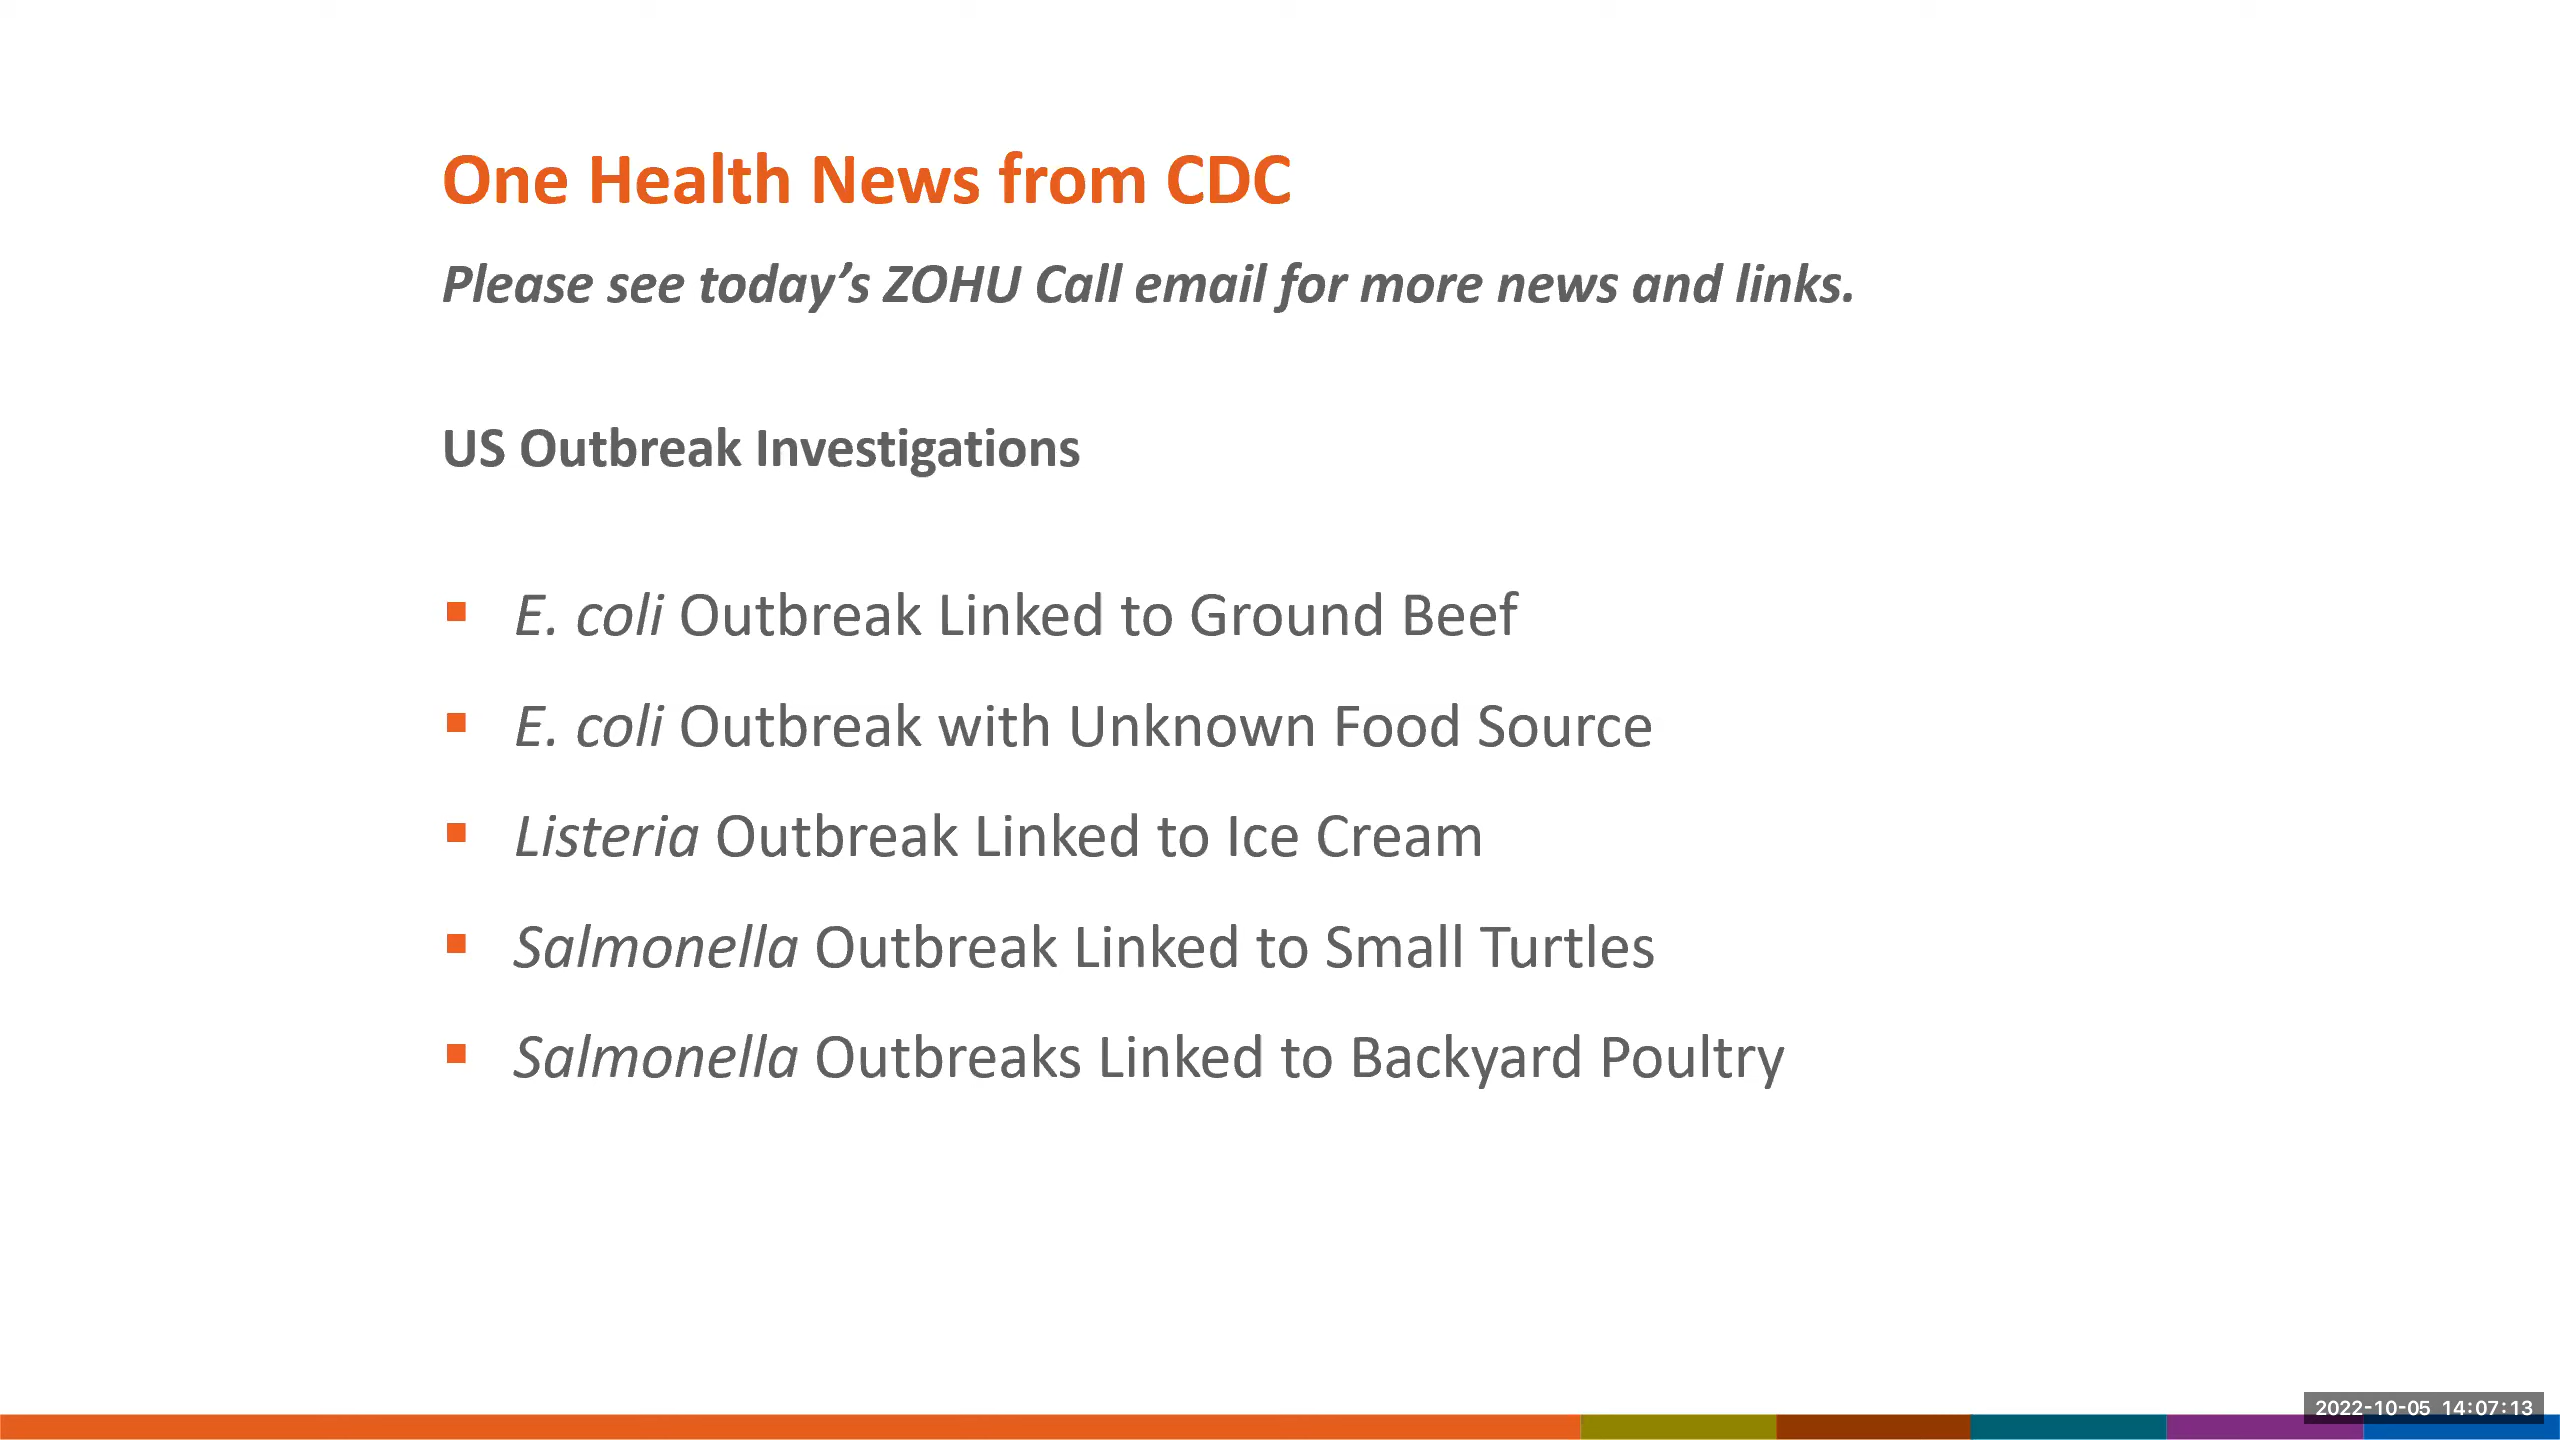 One Health News from CDC
Please see today’s ZOHU Call email for more news and links.
US Outbreak Investigations
▪ E. coli Outbreak Linked to Ground Beef
▪ E. coli Outbreak with Unknown Food Source
▪ Listeria Outbreak Linked to Ice Cream
▪ Salmonella Outbreak Linked to Small Turtles
▪ Salmonella Outbreaks Linked to Backyard Poultry
2022-10-05 14:07:13